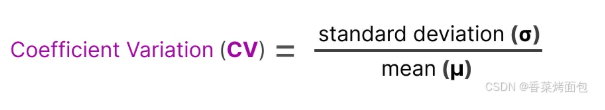 Coefficient Variation (CV) = standard deviation (σ)
mean (μ)
CSDN @香菜烤面包